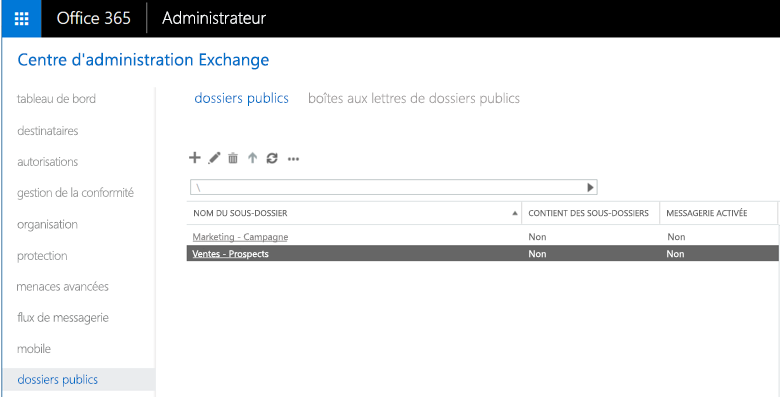 Office 365 Administrateur
Centre d'administration Exchange
tableau de bord
destinataires
autorisations
gestion de la conformité
organisation
protection
menaces avancées
flux de messagerie
mobile
dossiers publics
dossiers publics boîtes aux lettres de dossiers publics
\
NOM DU SOUS-DOSSIER CONTIENT DES SOUS-DOSSIERS MESSAGERIE ACTIVÉE
Marketing - Campagne Non Non
Ventes - Prospects Non Non